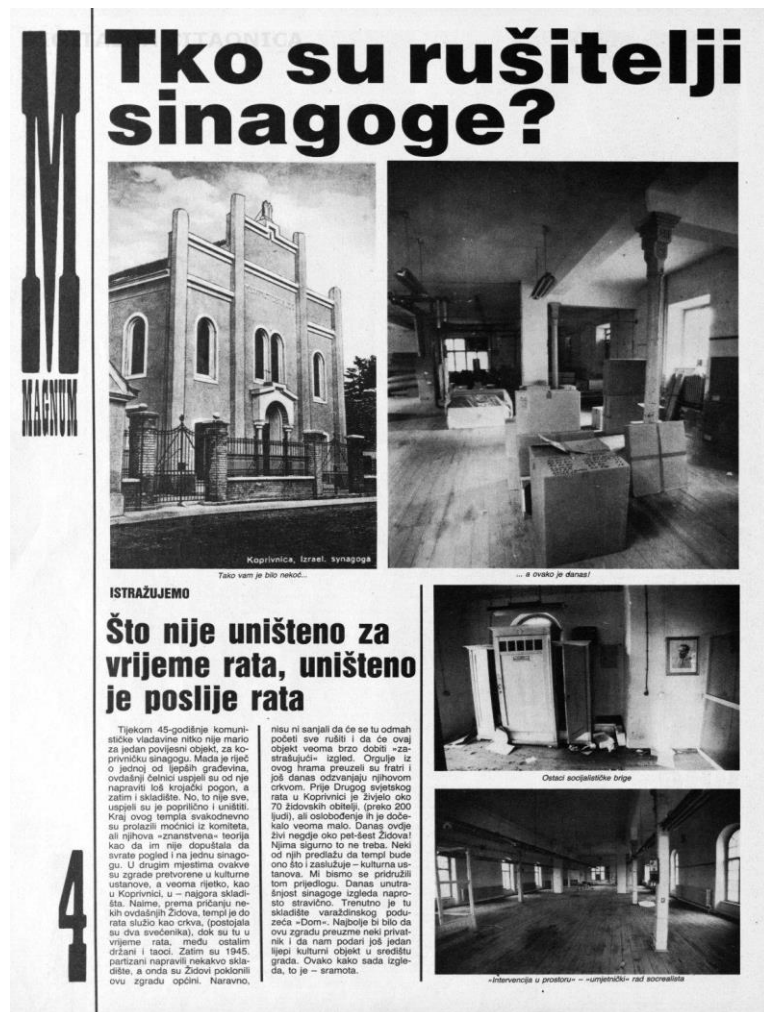 Tko su rušitelji
sinagoge?
M
MAGNUM
Koprivnica, Izrael. synagoga
Tako vam je bilo nekoć...
... a ovako je danas!
ISTRAŽUJEMO
Što nije uništeno za
vrijeme rata, uništeno
je poslije rata
Tijekom 45-godišnje komuni-
stičke vladavine nitko nije mario
za jedan povijesni objekt, za ko-
privničku sinagogu. Mada je riječ
o jednoj od ljepših građevina,
ovdašnji čelnici uspjeli su od nje
napraviti loš krojački pogon, a
zatim i skladište. No, to nije sve,
uspjeli su je poprilično i uništiti.
Kraj ovog templa svakodnevno
su prolazili moćnici iz komiteta,
ali njihova »znanstvena« teorija
kao da im nije dopuštala da
svrate pogled i na jednu sinago-
gu. U drugim mjestima ovakve
su zgrade pretvorene u kulturne
ustanove, a veoma rijetko, kao
u Koprivnici, u – najgora skladi-
šta. Naime, prema pričanju ne-
kih ovdašnjih Židova, templ je do
rata služio kao crkva, (postojala
su dva svećenika), dok su tu u
vrijeme rata, među ostalim
držani i taoci. Zatim su 1945.
partizani napravili nekakvo skla-
dište, a onda su Židovi poklonili
ovu zgradu općini. Naravno,
nisu ni sanjali da će se tu odmah
početi sve rušiti i da će ovaj
objekt veoma brzo dobiti »za-
strašujući« izgled. Orgulje iz
ovog hrama preuzeli su fratri i
još danas odzvanjaju njihovom
crkvom. Prije Drugog svjetskog
rata u Koprivnici je živjelo oko
70 židovskih obitelji, (preko 200
ljudi), ali oslobođenje ih je doče-
kalo veoma malo. Danas ovdje
živi negdje oko pet-šest Židova!
Njima sigurno to ne treba. Neki
od njih predlažu da templ bude
ono što i zaslužuje – kulturna us-
tanova. Mi bismo se pridružili
tom prijedlogu. Danas unutra-
šnjost sinagoge izgleda napro-
sto stravično. Trenutno je tu
skladište varaždinskog podu-
zeća »Dom«. Najbolje bi bilo da
ovu zgradu preuzme neki privat-
nik i da nam podari još jedan
lijepi kulturni objekt u središtu
grada. Ovako kako sada izgle-
da, to je – sramota.
Ostaci socijalističke brige
»Intervencija u prostoru« – »umjetnički« rad socrealista
4